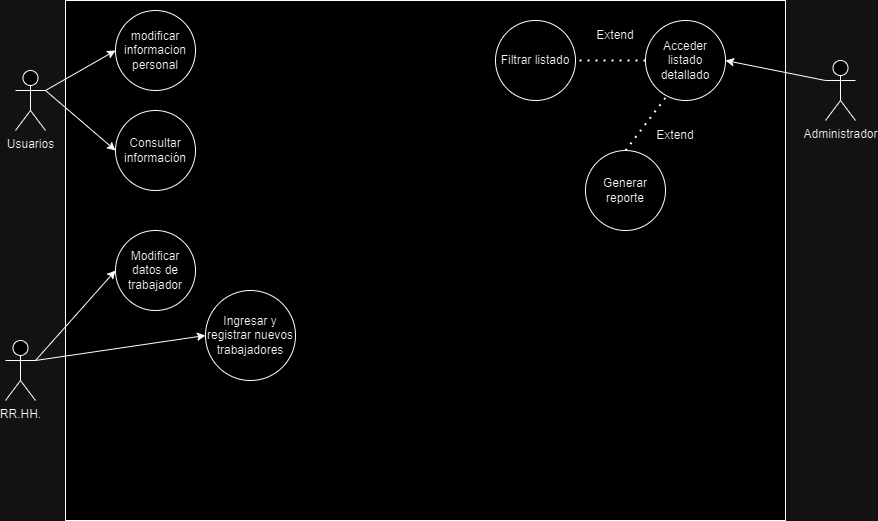 modificar
informacion
personal
Usuarios
Consultar
información
Filtrar listado
Extend
Acceder
listado
detallado
Administrador
Extend
Generar
reporte
Modificar
datos de
trabajador
Ingresar y
registrar nuevos
trabajadores
RR.HH.